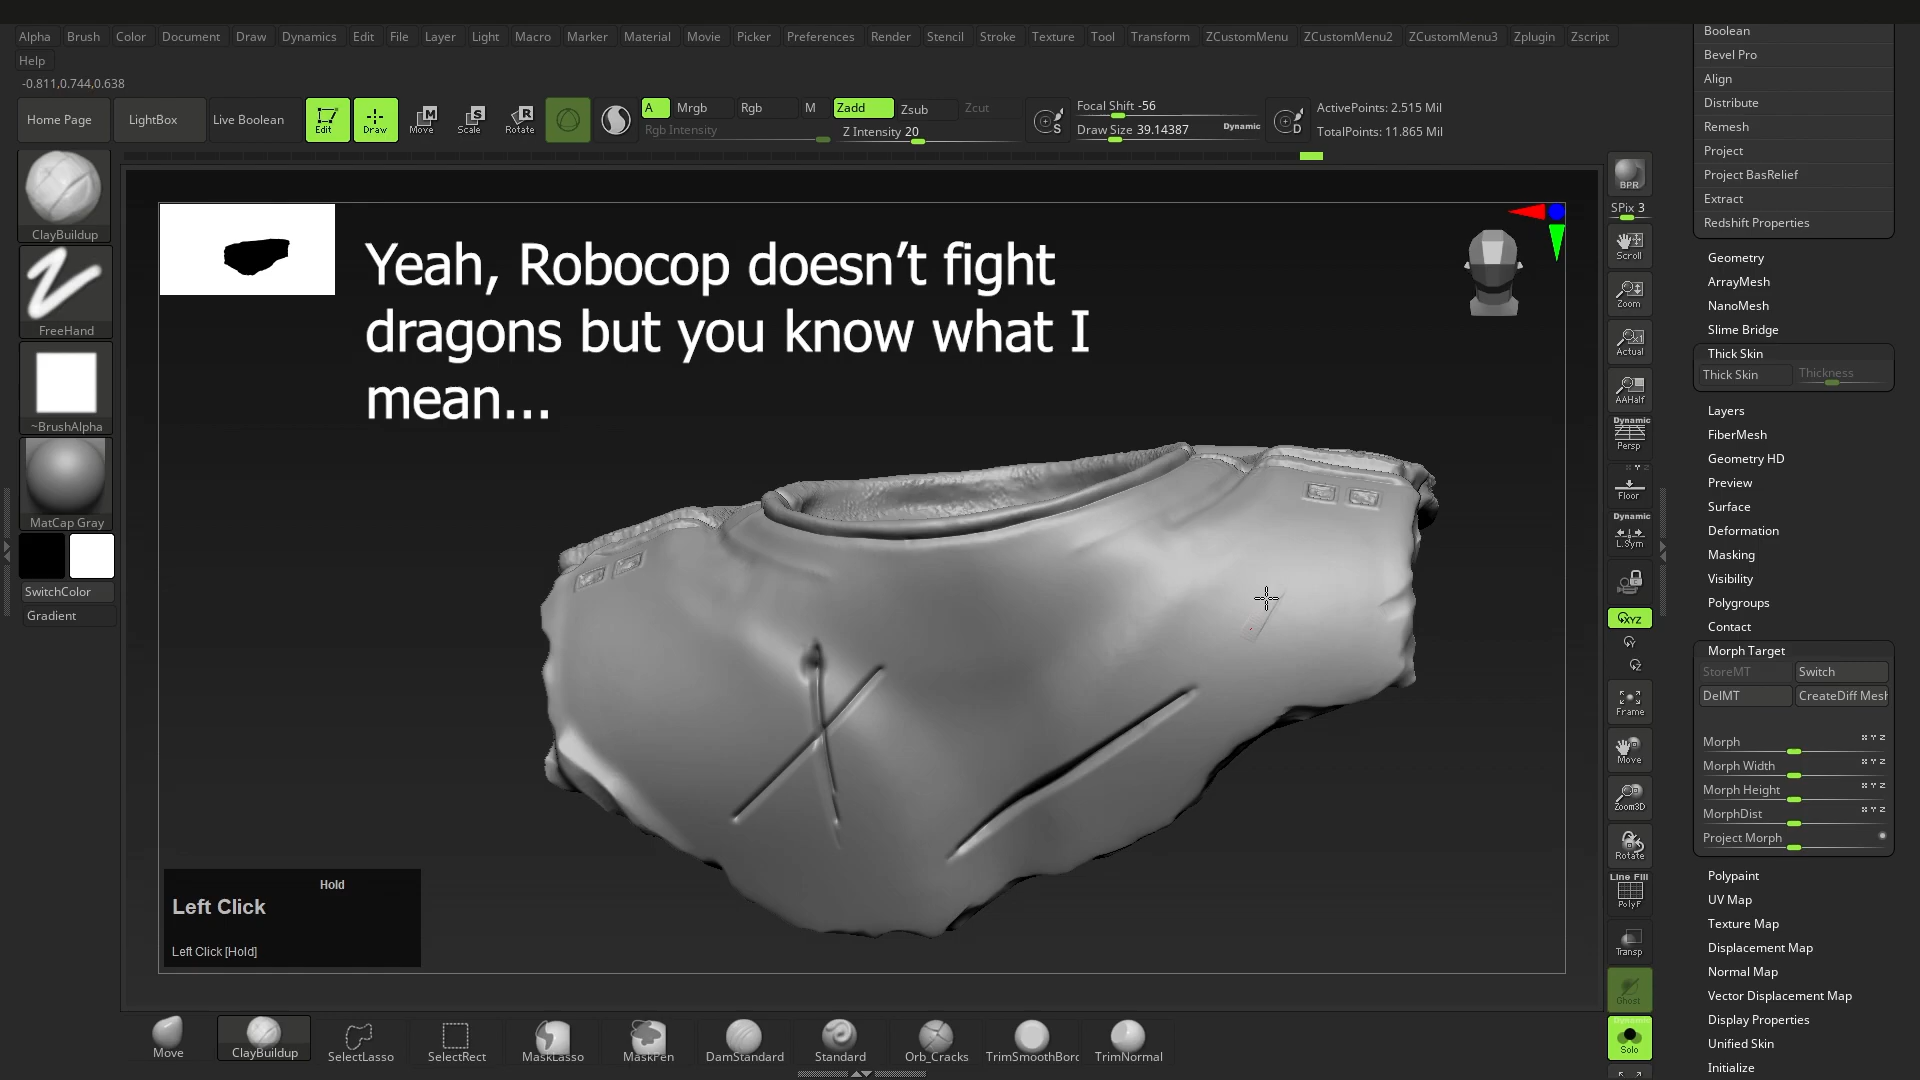 Alpha Brush Color Document Draw Dynamics Edit File Layer Light Macro Marker Material Movie Picker Preferences Render Stencil Stroke Texture Tool Transform ZCustomMenu ZCustomMenu2 ZCustomMenu3 Zplugin Zscript
Help
-0.811,0.744,0.638
Home Page
LightBox
Live Boolean
Edit
Draw
Move
Scale
Rotate
A
Mrgb
Rgb
M
Zadd
Zsub
Zcut
Rgb Intensity
Z Intensity 20
Focal Shift -56
Draw Size 39.14387
Dynamic
ActivePoints: 2.515 Mil
TotalPoints: 11.865 Mil
ClayBuildup
FreeHand
~BrushAlpha
MatCap Gray
SwitchColor
Gradient
Yeah, Robocop doesn’t fight
dragons but you know what I
mean...
Hold
Left Click
Left Click [Hold]
Move
ClayBuildup
SelectLasso
SelectRect
MaskLasso
MaskPen
DamStandard
Standard
Orb_Cracks
TrimSmoothBorc
TrimNormal
BPR
SPix 3
Scroll
Zoom
Actual
AAHalf
Dynamic
Persp
Floor
Dynamic
L.Sym
XYZ
Y
Z
Frame
Move
Zoom3D
Rotate
Line Fill
PolyF
Transp
Ghost
Dynamic
Solo
Boolean
Bevel Pro
Align
Distribute
Remesh
Project
Project BasRelief
Extract
Redshift Properties
Geometry
ArrayMesh
NanoMesh
Slime Bridge
Thick Skin
Thick Skin
Thickness
Layers
FiberMesh
Geometry HD
Preview
Surface
Deformation
Masking
Visibility
Polygroups
Contact
Morph Target
StoreMT
Switch
DelMT
CreateDiff Mesh
Morph
Morph Width
Morph Height
MorphDist
Project Morph
Polypaint
UV Map
Texture Map
Displacement Map
Normal Map
Vector Displacement Map
Display Properties
Unified Skin
Initialize